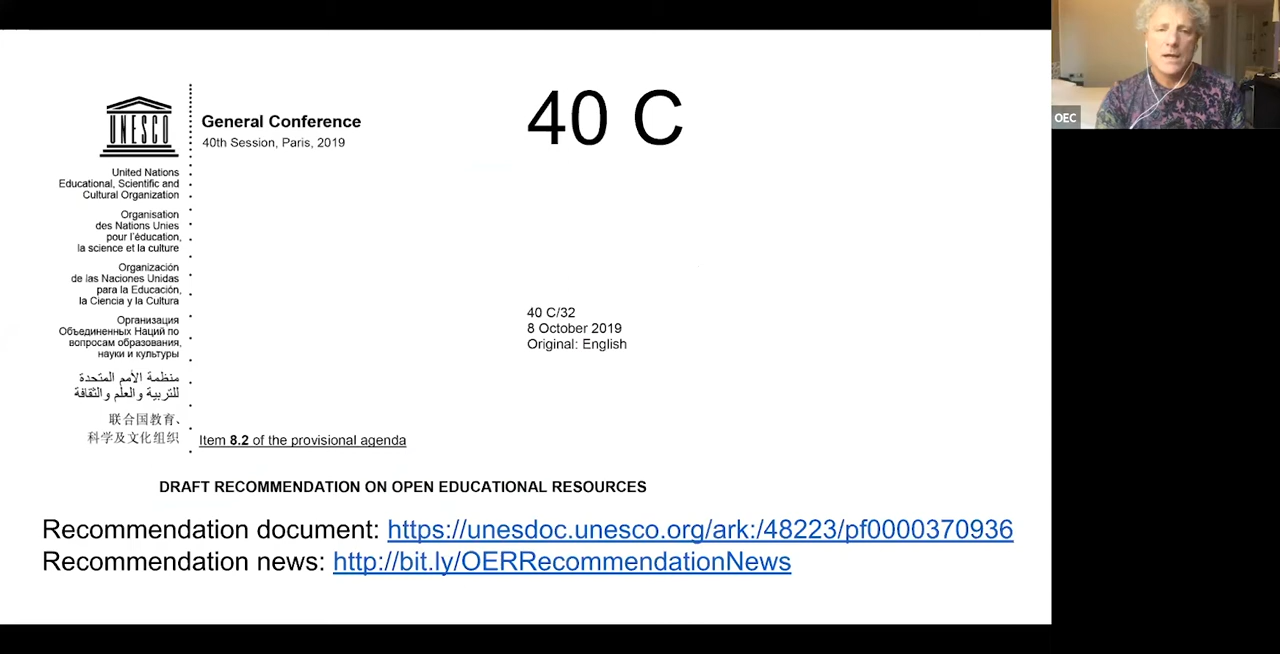 UNESCO
General Conference
40th Session, Paris, 2019
40 C
OEC
United Nations
Educational, Scientific and
Cultural Organization
Organisation
des Nations Unies
pour l'éducation,
la science et la culture
Organización
de las Naciones Unidas
para la Educación,
la Ciencia y la Cultura
Организация
Объединенных Наций по
вопросам образования,
науки и культуры
منظمة الأمم المتحدة
للتربية والعلم والثقافة
联合国教育、
科学及文化组织
40 C/32
8 October 2019
Original: English
Item 8.2 of the provisional agenda
DRAFT RECOMMENDATION ON OPEN EDUCATIONAL RESOURCES
Recommendation document: https://unesdoc.unesco.org/ark:/48223/pf0000370936
Recommendation news: http://bit.ly/OERRecommendationNews